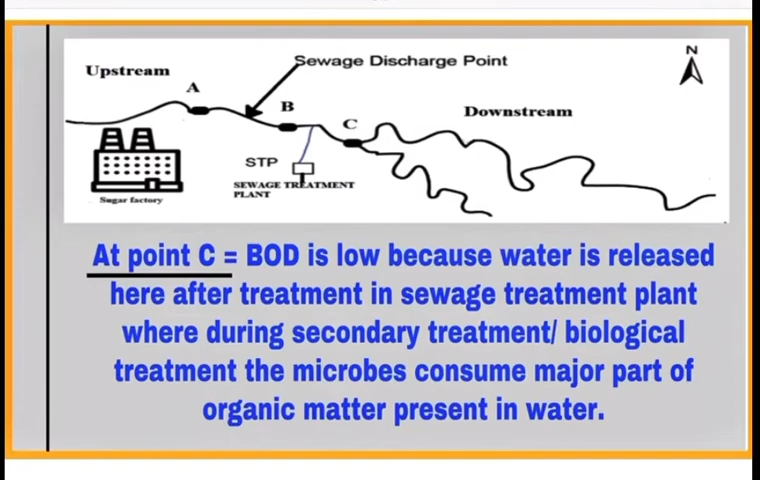 N
Sewage Discharge Point
Upstream
A
B
C
Downstream
STP
SEWAGE TREATMENT
PLANT
Sugar factory
At point C = BOD is low because water is released
here after treatment in sewage treatment plant
where during secondary treatment/ biological
treatment the microbes consume major part of
organic matter present in water.